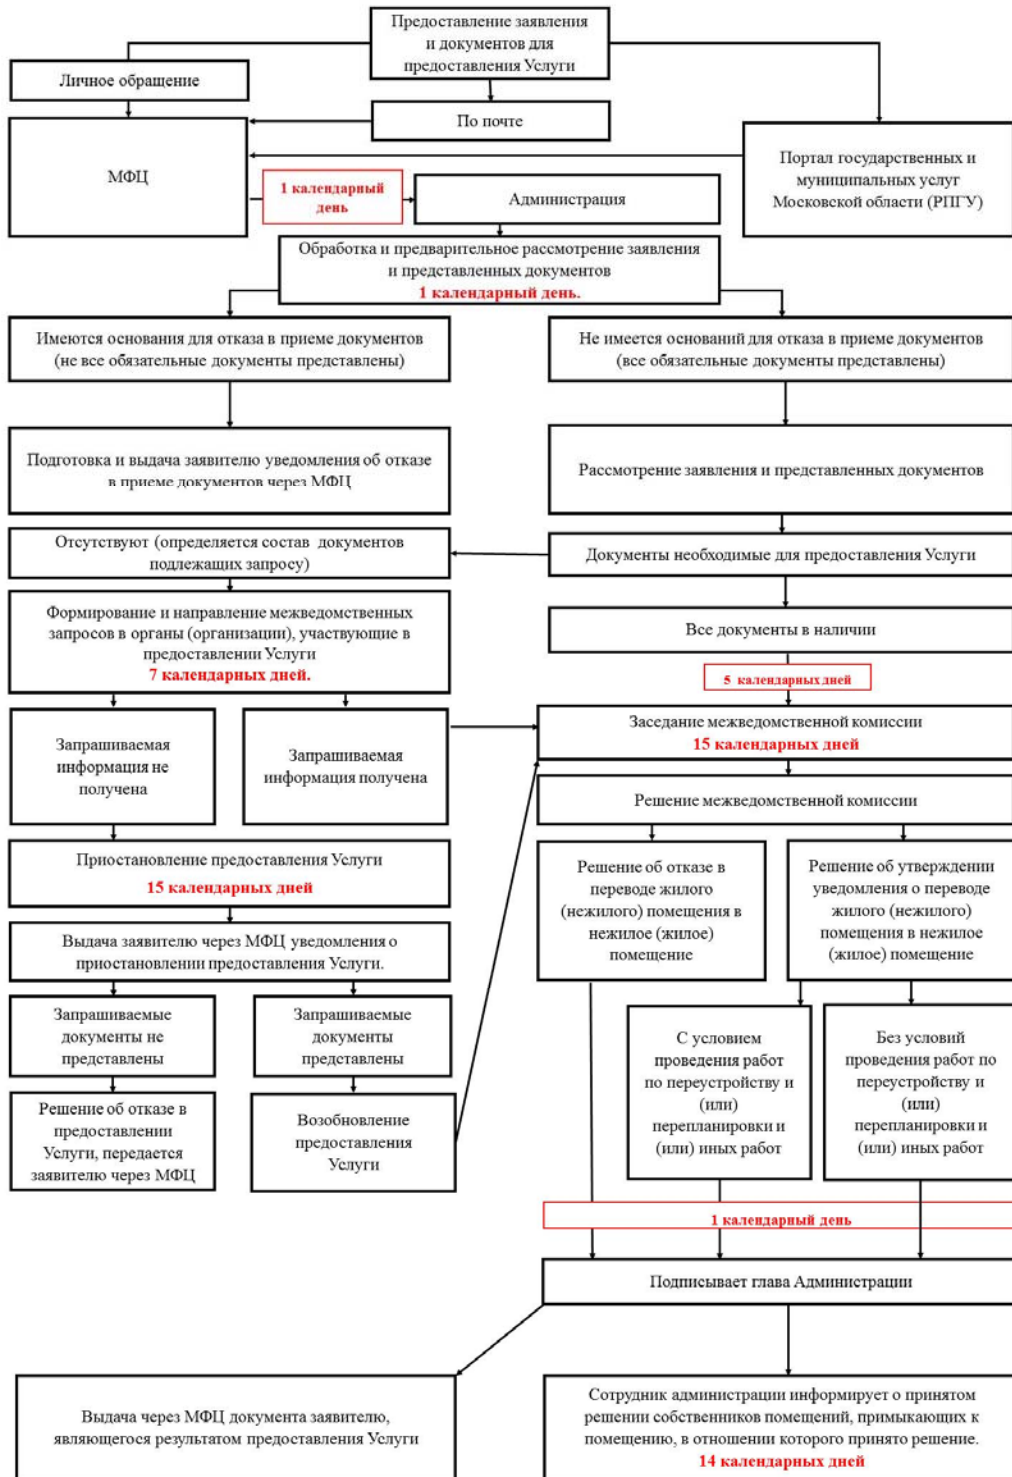 Предоставление заявления
и документов для
предоставления Услуги
Личное обращение
По почте
МФЦ
Портал государственных и
муниципальных услуг
Московской области (РПГУ)
1 календарный
день
Администрация
Обработка и предварительное рассмотрение заявления
и представленных документов
1 календарный день.
Имеются основания для отказа в приеме документов
(не все обязательные документы представлены)
Не имеется оснований для отказа в приеме документов
(все обязательные документы представлены)
Подготовка и выдача заявителю уведомления об отказе
в приеме документов через МФЦ
Рассмотрение заявления и представленных документов
Отсутствуют (определяется состав документов
подлежащих запросу)
Документы необходимые для предоставления Услуги
Формирование и направление межведомственных
запросов в органы (организации), участвующие в
предоставлении Услуги
7 календарных дней.
Все документы в наличии
5 календарных дней
Запрашиваемая
информация не
получена
Запрашиваемая
информация получена
Заседание межведомственной комиссии
15 календарных дней
Решение межведомственной комиссии
Приостановление предоставления Услуги
15 календарных дней
Решение об отказе в
переводе жилого
(нежилого) помещения в
нежилое (жилое)
помещение
Решение об утверждении
уведомления о переводе
жилого (нежилого)
помещения в нежилое
(жилое) помещение
Выдача заявителю через МФЦ уведомления о
приостановлении предоставления Услуги.
Запрашиваемые
документы не
представлены
Запрашиваемые
документы
представлены
С условием
проведения работ
по переустройству и
(или)
перепланировки и
(или) иных работ
Без условий
проведения работ по
переустройству и
(или)
перепланировки и
(или) иных работ
Решение об отказе в
предоставлении
Услуги, передается
заявителю через МФЦ
Возобновление
предоставления
Услуги
1 календарный день
Подписывает глава Администрации
Выдача через МФЦ документа заявителю,
являющегося результатом предоставления Услуги
Сотрудник администрации информирует о принятом
решении собственников помещений, примыкающих к
помещению, в отношении которого принято решение.
14 календарных дней